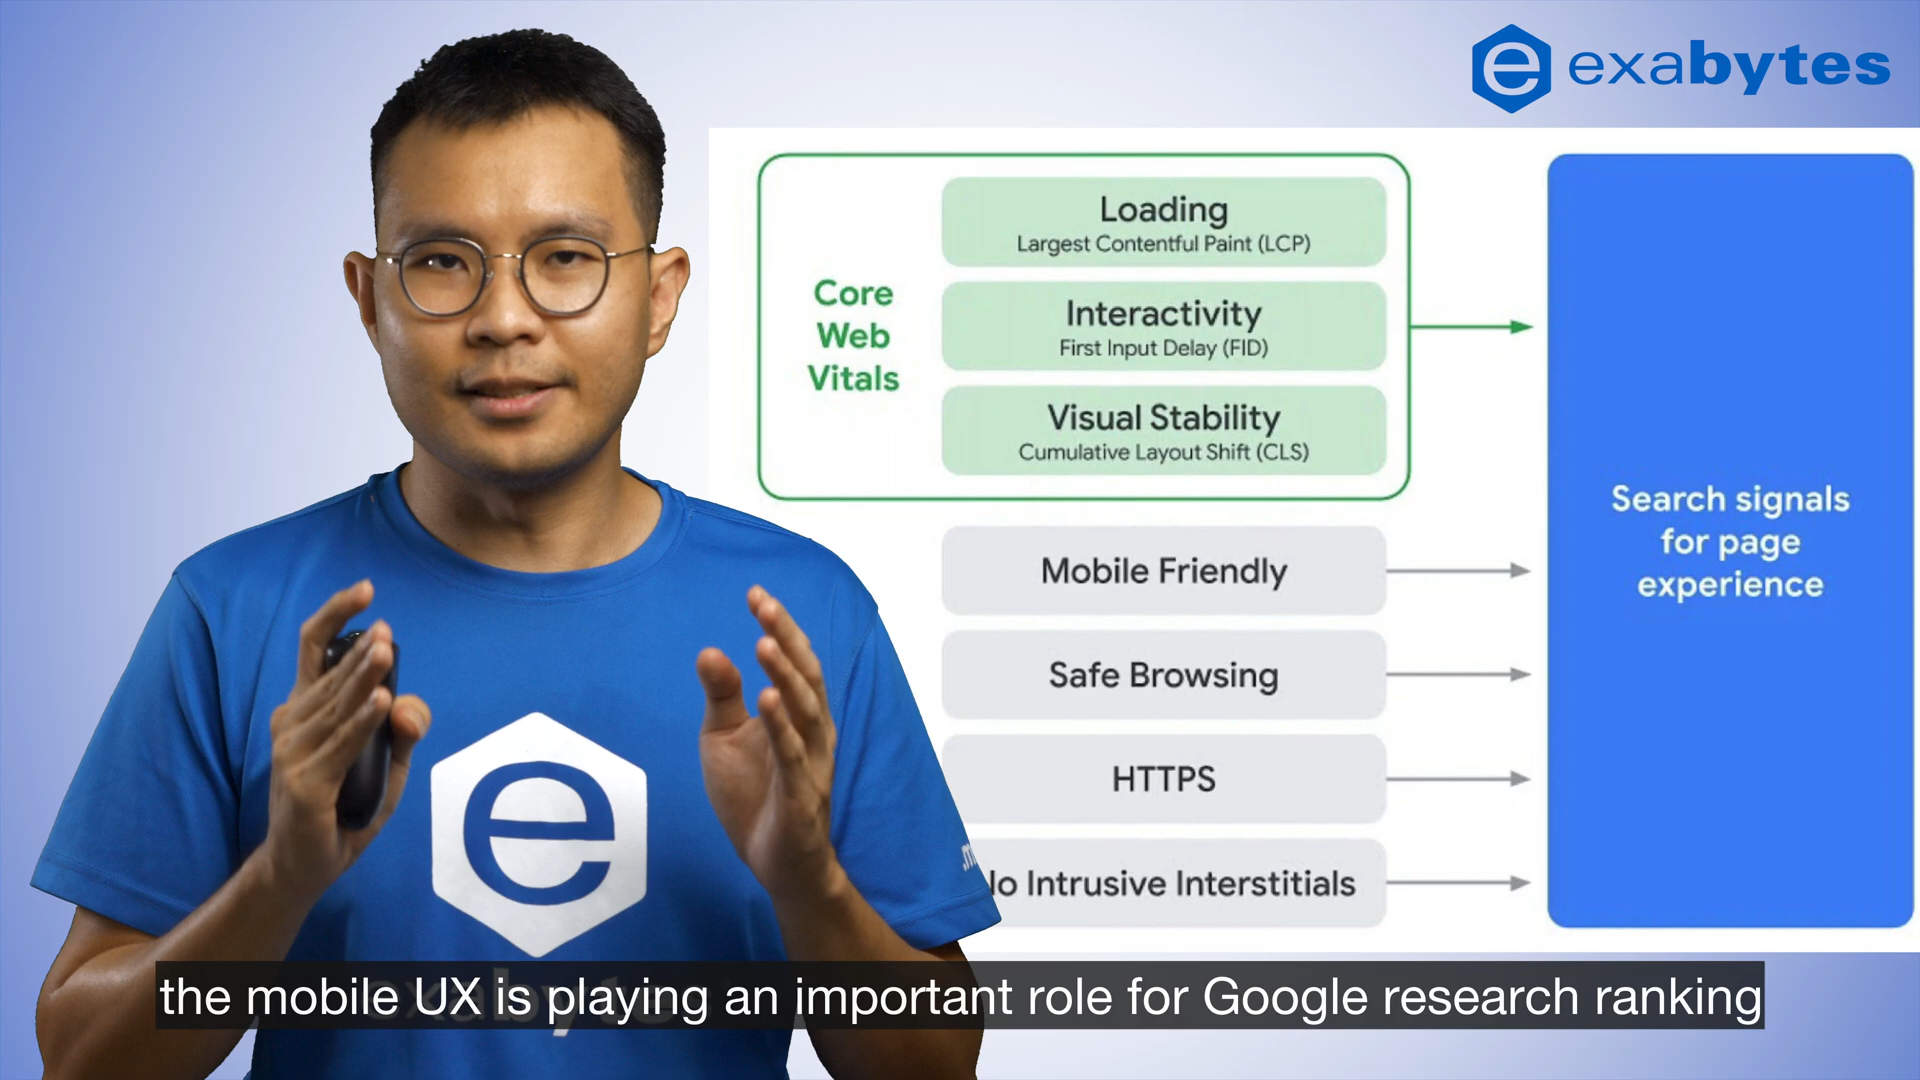 exabytes
Loading
Largest Contentful Paint (LCP)
Core
Web
Vitals
Interactivity
First Input Delay (FID)
Visual Stability
Cumulative Layout Shift (CLS)
Mobile Friendly
Safe Browsing
HTTPS
Intrusive Interstitials
Search signals
for page
experience
e
the mobile UX is playing an important role for Google research ranking